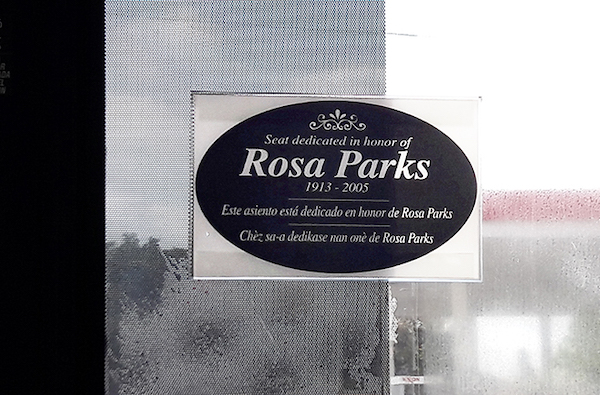 Seat dedicated in honor of
Rosa Parks
1913 - 2005
Este asiento está dedicado en honor de Rosa Parks
Chèz sa-a dedikase nan onè de Rosa Parks